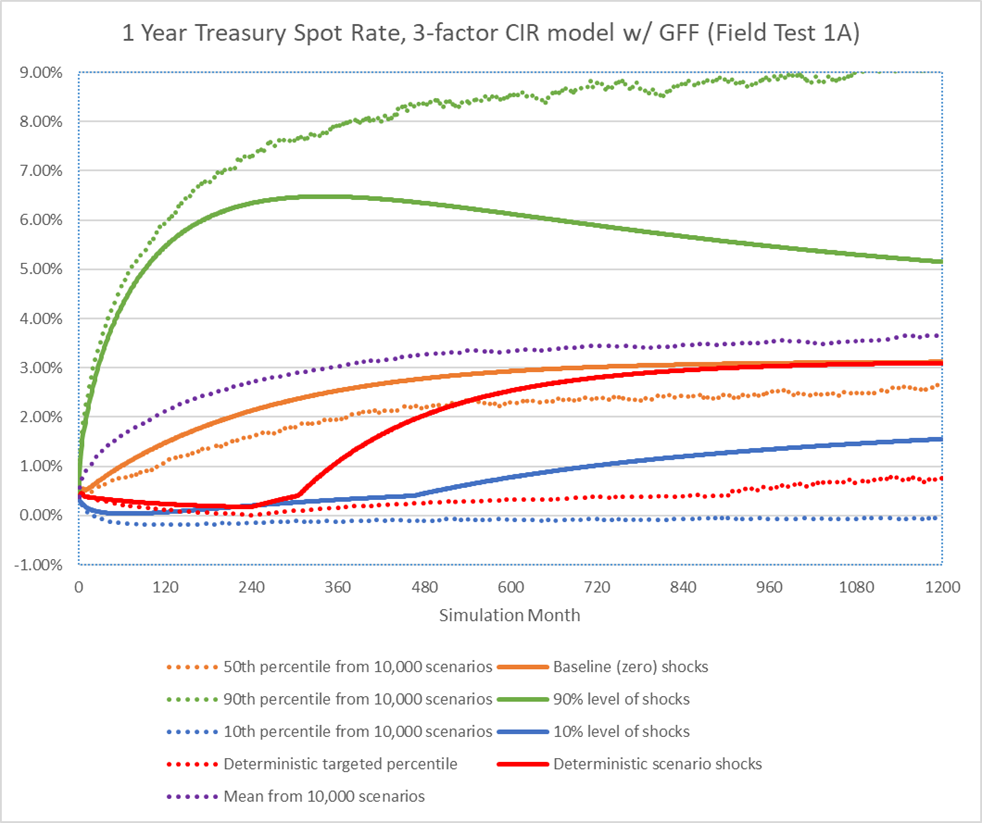 1 Year Treasury Spot Rate, 3-factor CIR model w/ GFF (Field Test 1A)
9.00%
8.00%
7.00%
6.00%
5.00%
4.00%
3.00%
2.00%
1.00%
0.00%
-1.00%
0 120 240 360 480 600 720 840 960 1080 1200
Simulation Month
50th percentile from 10,000 scenarios Baseline (zero) shocks
90th percentile from 10,000 scenarios 90% level of shocks
10th percentile from 10,000 scenarios 10% level of shocks
Deterministic targeted percentile Deterministic scenario shocks
Mean from 10,000 scenarios